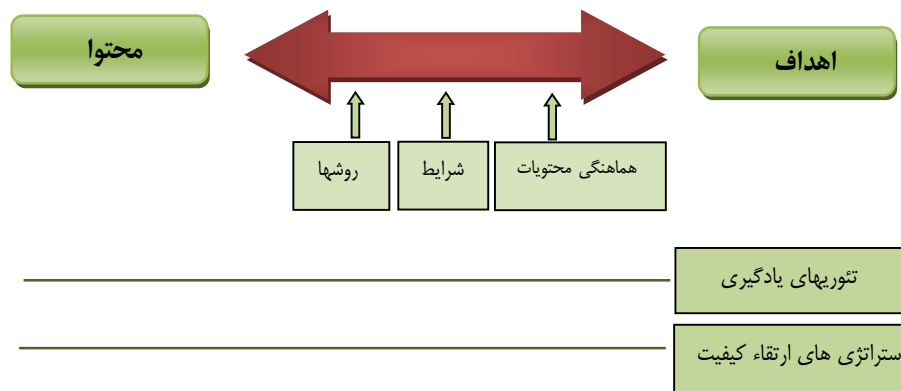 اهداف
محتوا
هماهنگی محتویات
شرایط
روشها
تئوریهای یادگیری
ستراتژی های ارتقاء کیفیت